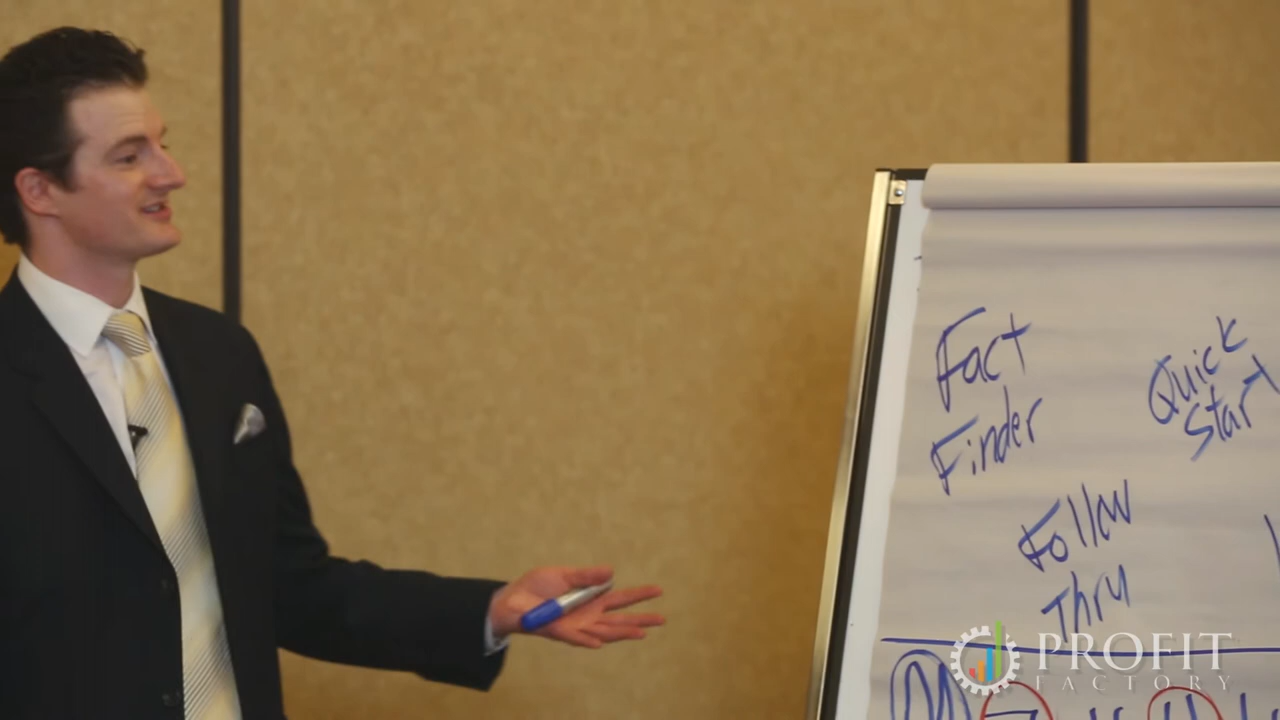 Fact
Finder
Quick
Start
Follow
Thru
PROFIT
FACTORY